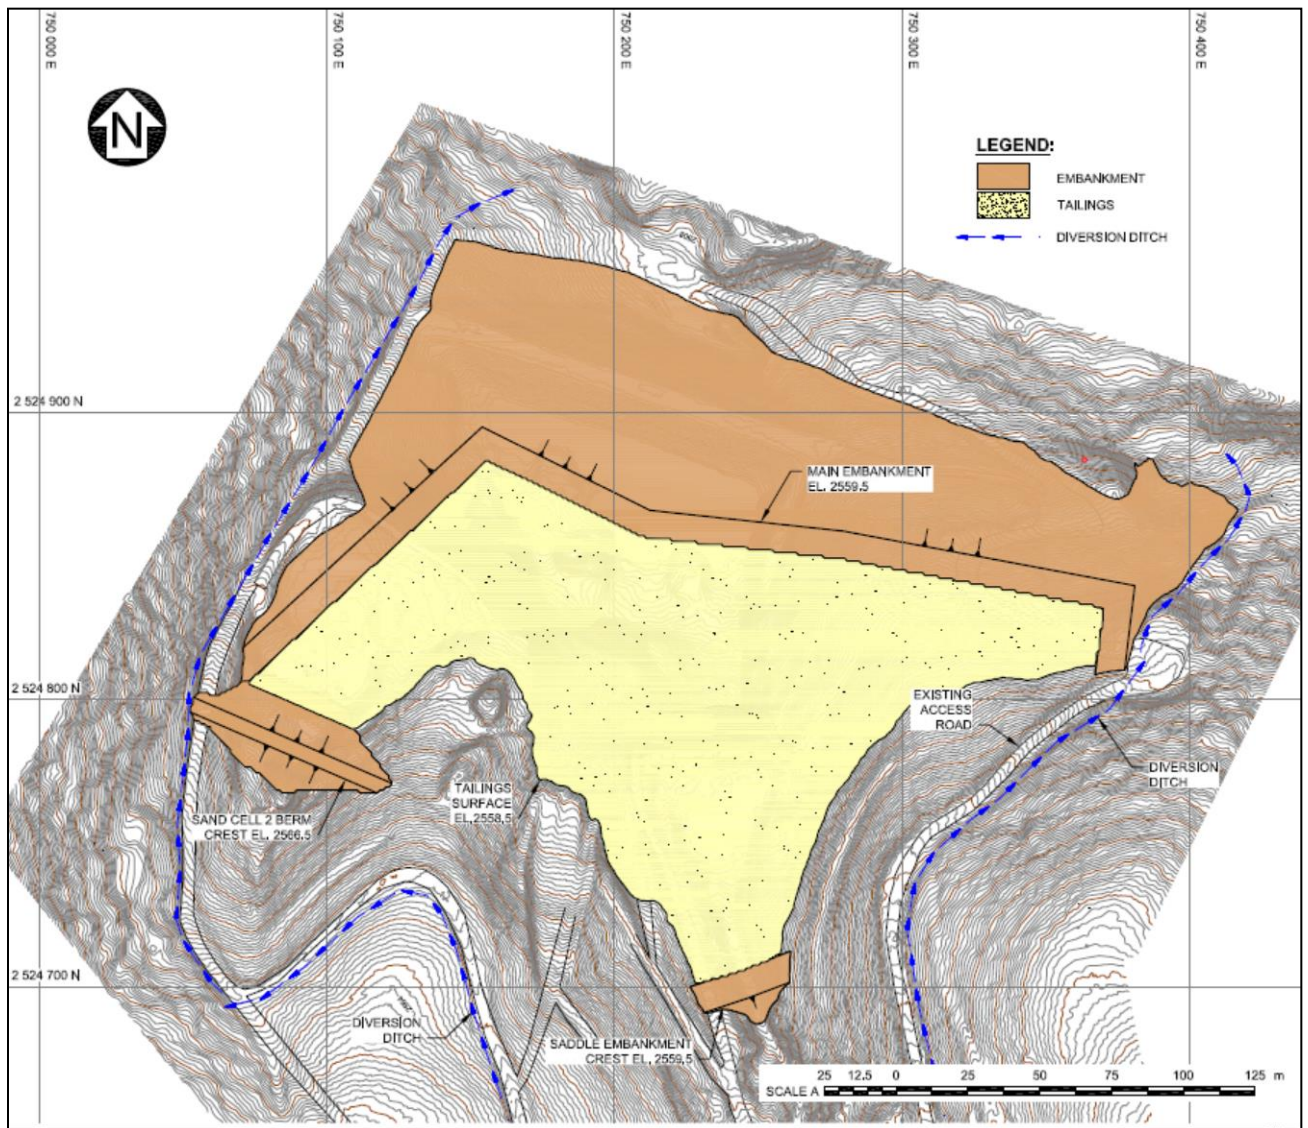 750 000 E
750 100 E
750 200 E
750 300 E
750 400 E
N
LEGEND:
EMBANKMENT
TAILINGS
DIVERSION DITCH
2 524 900 N
MAIN EMBANKMENT
EL. 2559.5
2 524 800 N
EXISTING
ACCESS
ROAD
DIVERSION
DITCH
TAILINGS
SURFACE
EL. 2558.5
SAND CELL 2 BERM
CREST EL. 2566.5
2 524 700 N
DIVERSION
DITCH
SADDLE EMBANKMENT
CREST EL. 2559.5
25 12.5 0 25 50 75 100 125 m
SCALE A